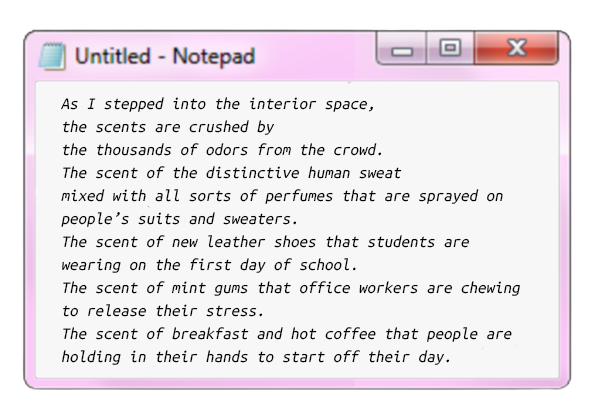 Untitled - Notepad
As I stepped into the interior space,
the scents are crushed by
the thousands of odors from the crowd.
The scent of the distinctive human sweat
mixed with all sorts of perfumes that are sprayed on
people's suits and sweaters.
The scent of new leather shoes that students are
wearing on the first day of school.
The scent of mint gums that office workers are chewing
to release their stress.
The scent of breakfast and hot coffee that people are
holding in their hands to start off their day.